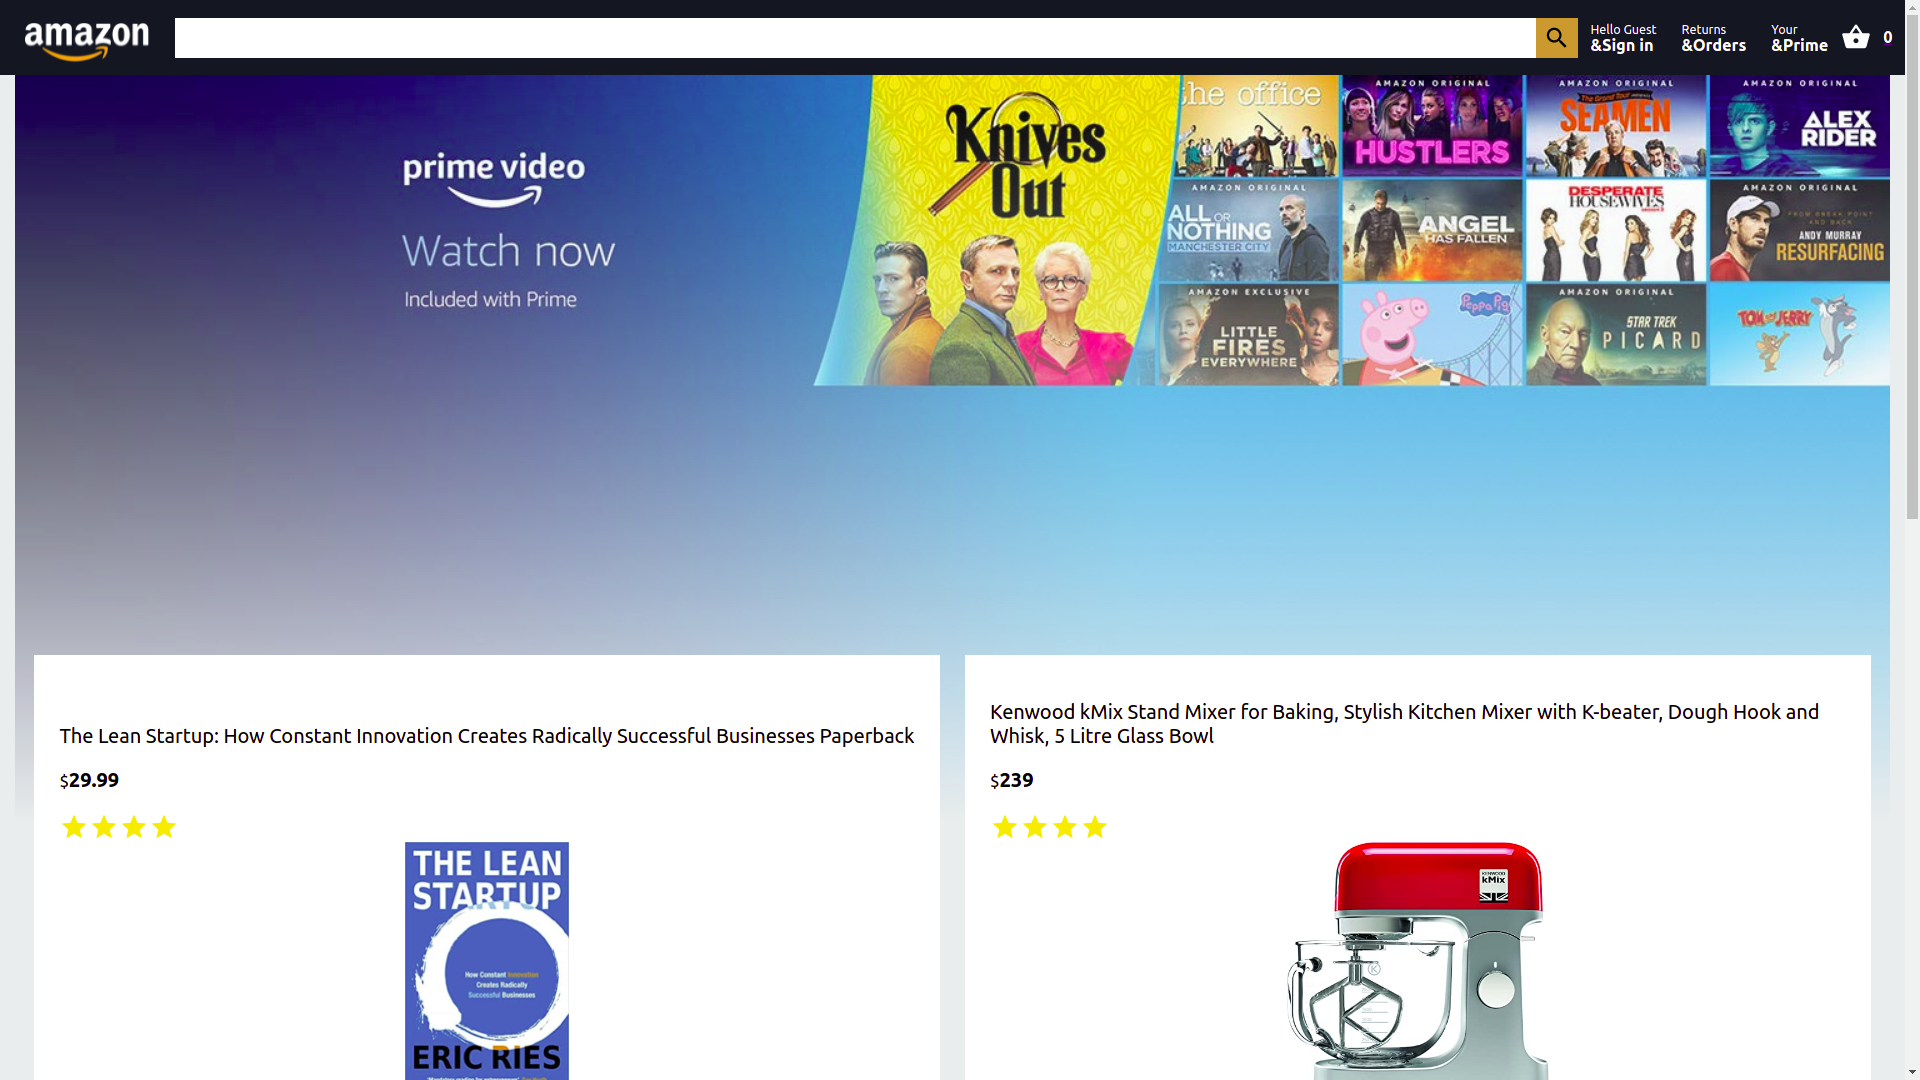 amazon
Hello Guest
&Sign in
Returns
&Orders
Your
&Prime
0
prime video
Watch now
Included with Prime
Knives
Out
the office
AMAZON ORIGINAL
HUSTLERS
AMAZON ORIGINAL
The Grand Tour
SEAMEN
AMAZON ORIGINAL
ALEX
RIDER
AMAZON ORIGINAL
ALL OR
NOTHING
MANCHESTER CITY
ANGEL
HAS FALLEN
DESPERATE
HOUSEWIVES
AMAZON ORIGINAL
FROM BREAK POINT
AND BACK
ANDY MURRAY
RESURFACING
AMAZON EXCLUSIVE
LITTLE
FIRES
EVERYWHERE
Peppa Pig
AMAZON ORIGINAL
STAR TREK
PICARD
TOM and JERRY
The Lean Startup: How Constant Innovation Creates Radically Successful Businesses Paperback
$29.99
THE LEAN
STARTUP
How Constant Innovation
Creates Radically
Successful Businesses
ERIC RIES
Kenwood kMix Stand Mixer for Baking, Stylish Kitchen Mixer with K-beater, Dough Hook and
Whisk, 5 Litre Glass Bowl
$239
KENWOOD
kMix
K